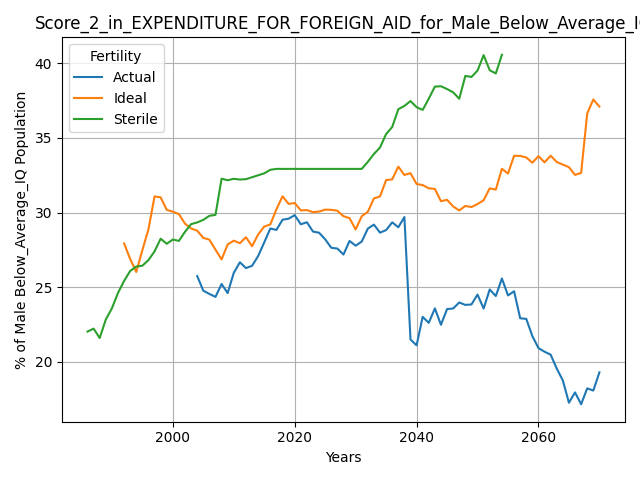 Score_2_in_EXPENDITURE_FOR_FOREIGN_AID_for_Male_Below_Average_I
Fertility
Actual
Ideal
Sterile
% of Male Below_Average_IQ Population
40
35
30
25
20
2000
2020
2040
2060
Years